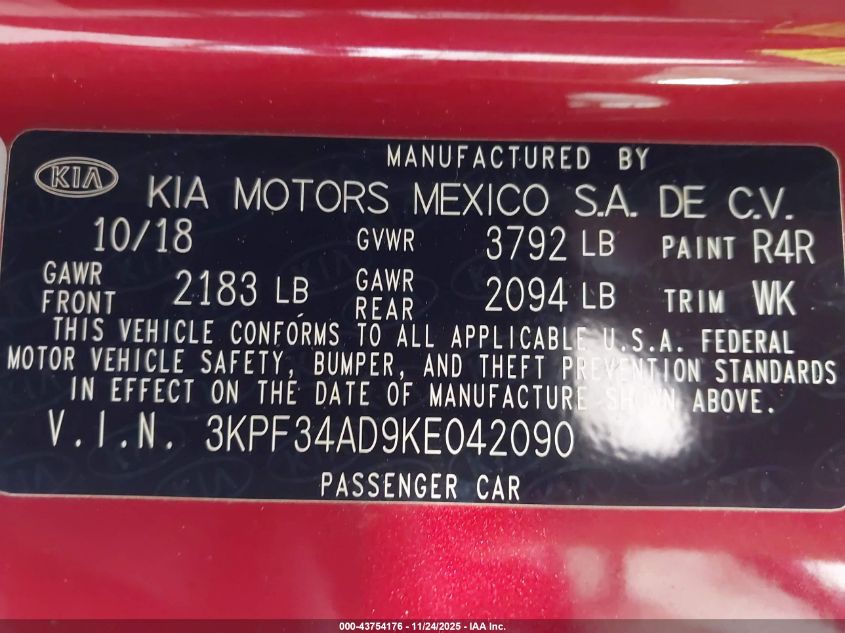 MANUFACTURED BY
KIA
KIA MOTORS MEXICO S.A. DE C.V.
10/18 GVWR 3792 LB PAINT R4R
GAWR FRONT 2183 LB GAWR REAR 2094 LB TRIM WK
THIS VEHICLE CONFORMS TO ALL APPLICABLE U.S.A. FEDERAL
MOTOR VEHICLE SAFETY, BUMPER, AND THEFT PREVENTION STANDARDS
IN EFFECT ON THE DATE OF MANUFACTURE SHOWN ABOVE.
V.I.N. 3KPF34AD9KE042090
PASSENGER CAR
000-43754176 - 11/24/2025 - IAA Inc.